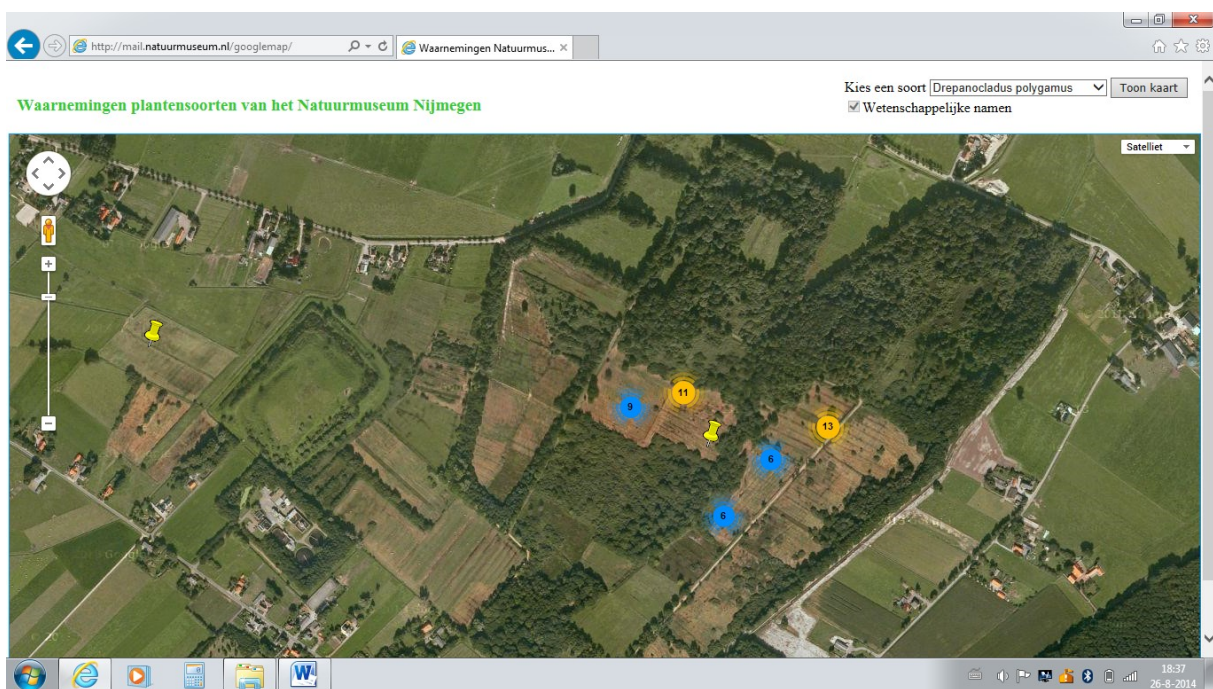 http://mail.natuurmuseum.nl/googlemap/
Waarnemingen Natuurmus...
Waarnemingen plantensoorten van het Natuurmuseum Nijmegen
Kies een soort Drepanocladus polygamus Toon kaart
Wetenschappelijke namen
Satelliet
11
9
13
6
6
18:37
26-8-2014